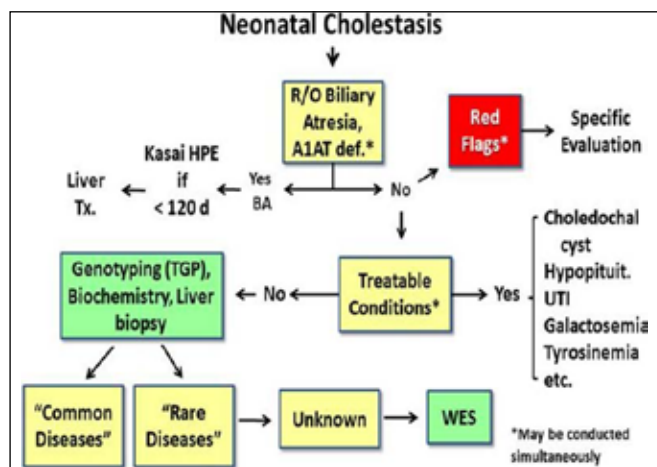 Neonatal Cholestasis
R/O Biliary
Atresia,
A1AT def.*
Red
Flags*
Specific
Evaluation
Kasai HPE
if
< 120 d
Liver
Tx.
Yes
BA
No
Genotyping (TGP),
Biochemistry, Liver
biopsy
No
Treatable
Conditions*
Yes
Choledochal
cyst
Hypopituit.
UTI
Galactosemia
Tyrosinemia
etc.
“Common
Diseases”
“Rare
Diseases”
Unknown
WES
*May be conducted
simultaneously